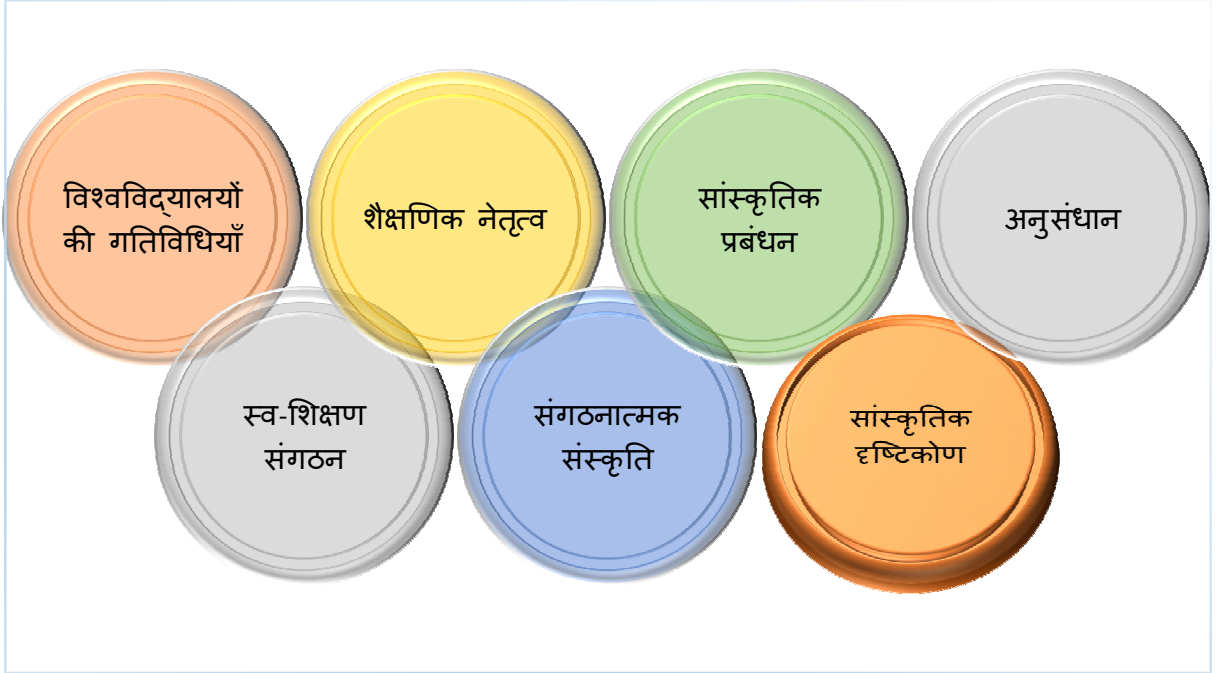 विश्वविद्यालयों
की गतिविधियाँ
शैक्षणिक नेतृत्व
सांस्कृतिक
प्रबंधन
अनुसंधान
स्व-शिक्षण
संगठन
संगठनात्मक
संस्कृति
सांस्कृतिक
दृष्टिकोण